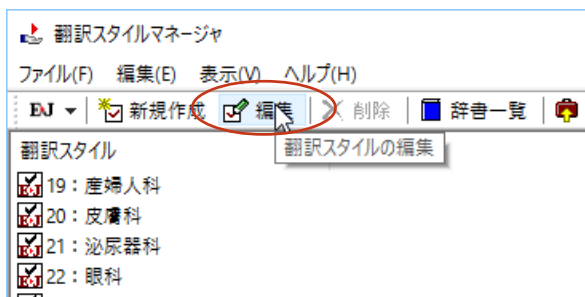 翻訳スタイルマネージャ
ファイル(F) 編集(E) 表示(V) ヘルプ(H)
EJ 新規作成 編集 削除 辞書一覧
翻訳スタイルの編集
翻訳スタイル
19：産婦人科
20：皮膚科
21：泌尿器科
22：眼科